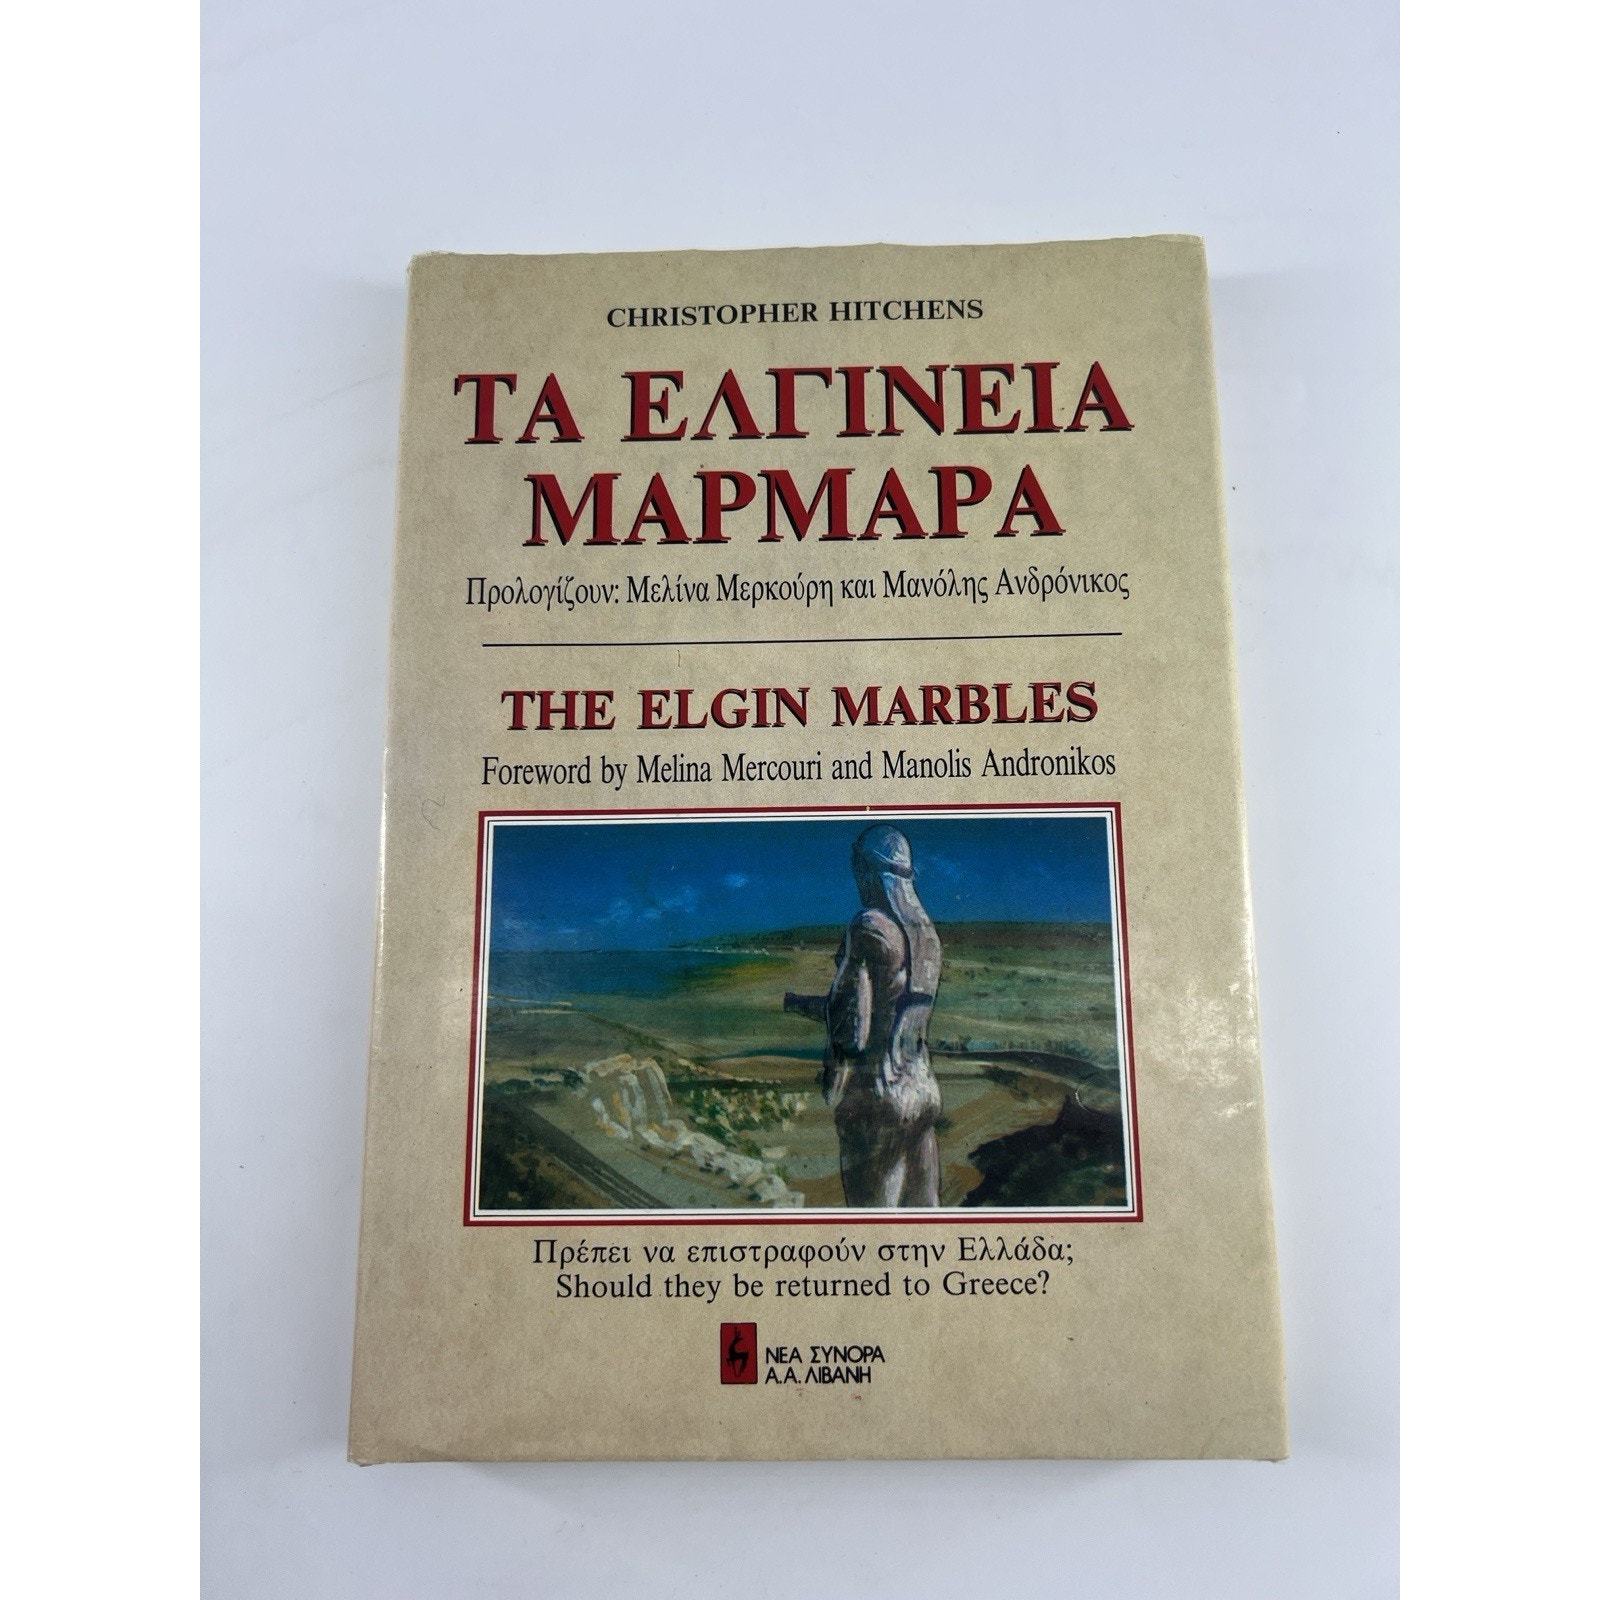 CHRISTOPHER HITCHENS
ΤΑ ΕΛΓΙΝΕΙΑ
ΜΑΡΜΑΡΑ
Προλογίζουν: Μελίνα Μερκούρη και Μανόλης Ανδρόνικος
THE ELGIN MARBLES
Foreword by Melina Mercouri and Manolis Andronikos
Πρέπει να επιστραφούν στην Ελλάδα;
Should they be returned to Greece?
ΝΕΑ ΣΥΝΟΡΑ
Α.Α. ΛΙΒΑΝΗ